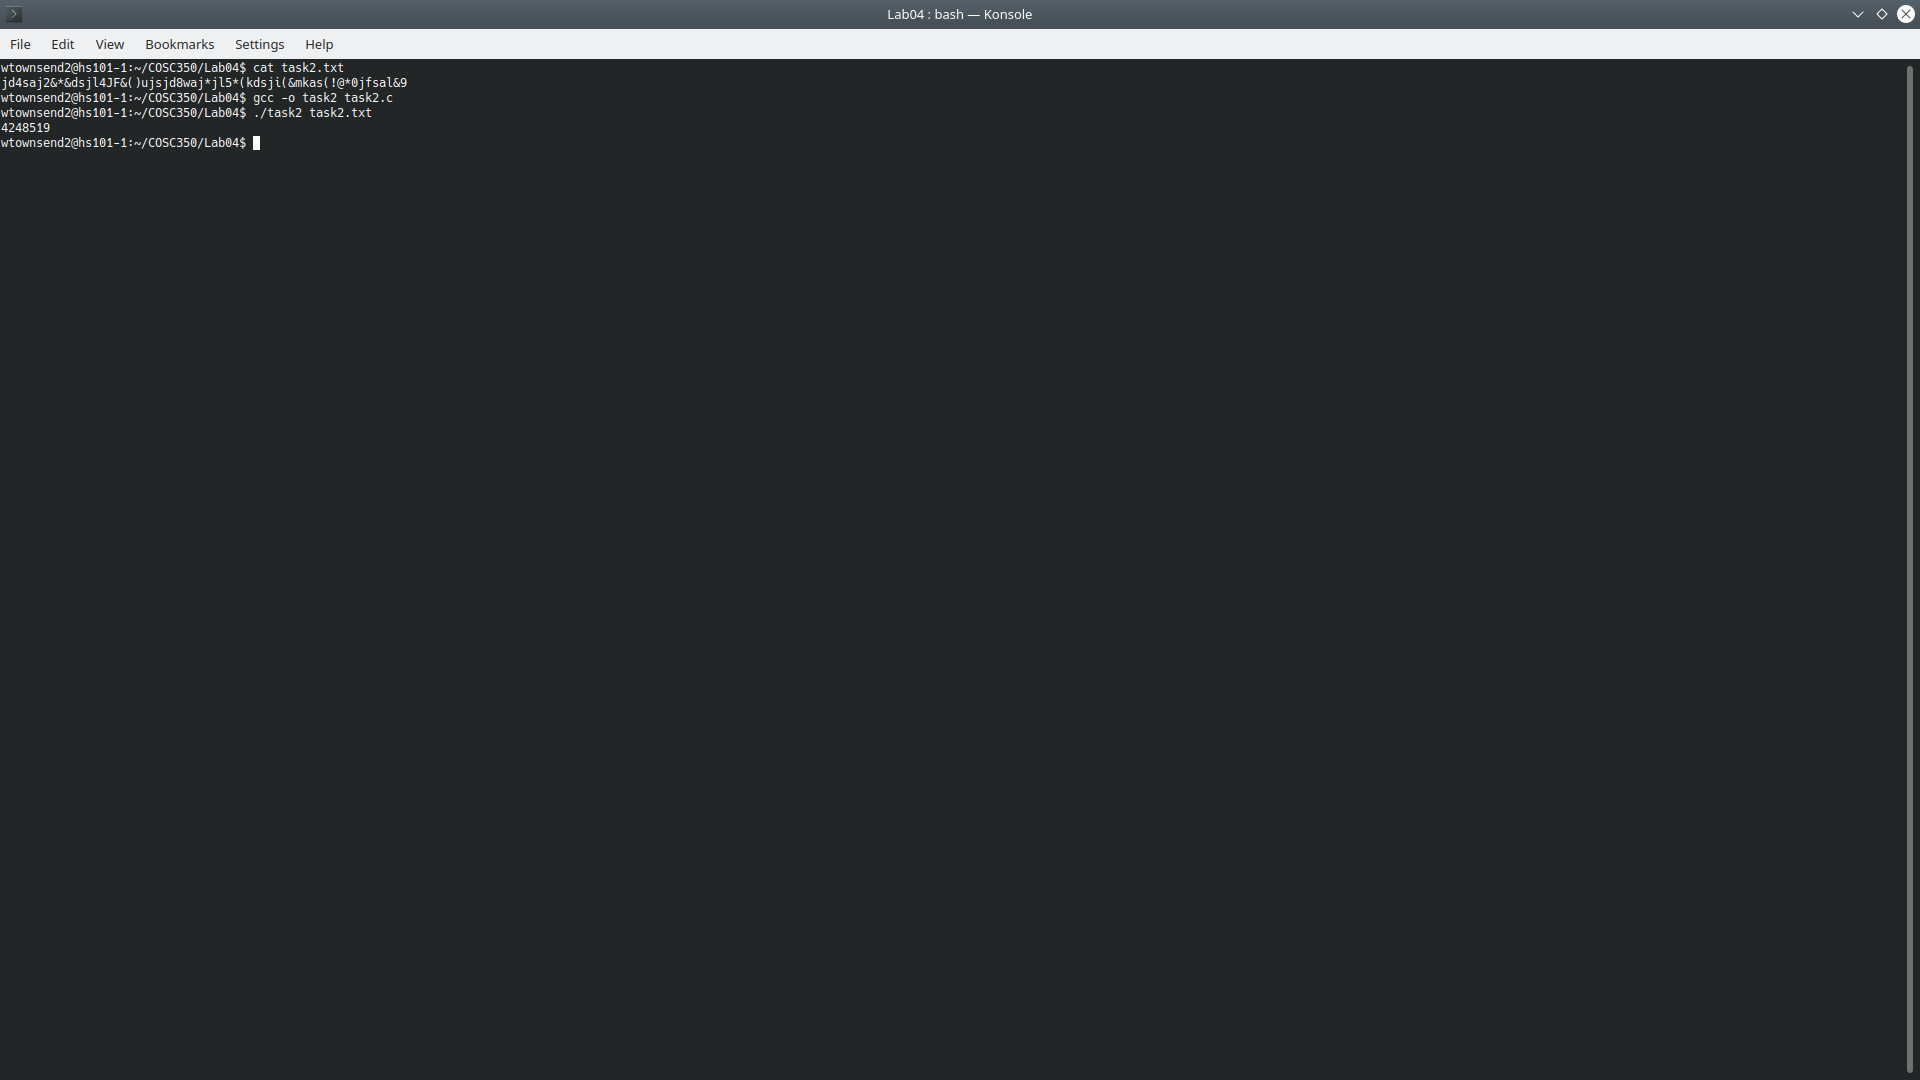 Lab04 : bash — Konsole
File Edit View Bookmarks Settings Help
wtownsend2@hs101-1:~/COSC350/Lab04$ cat task2.txt
jd4saj2&*&dsjl4JF&()ujsjd8waj*jl5*(kdsji(&mkas(!@*0jfsal&9
wtownsend2@hs101-1:~/COSC350/Lab04$ gcc -o task2 task2.c
wtownsend2@hs101-1:~/COSC350/Lab04$ ./task2 task2.txt
4248519
wtownsend2@hs101-1:~/COSC350/Lab04$